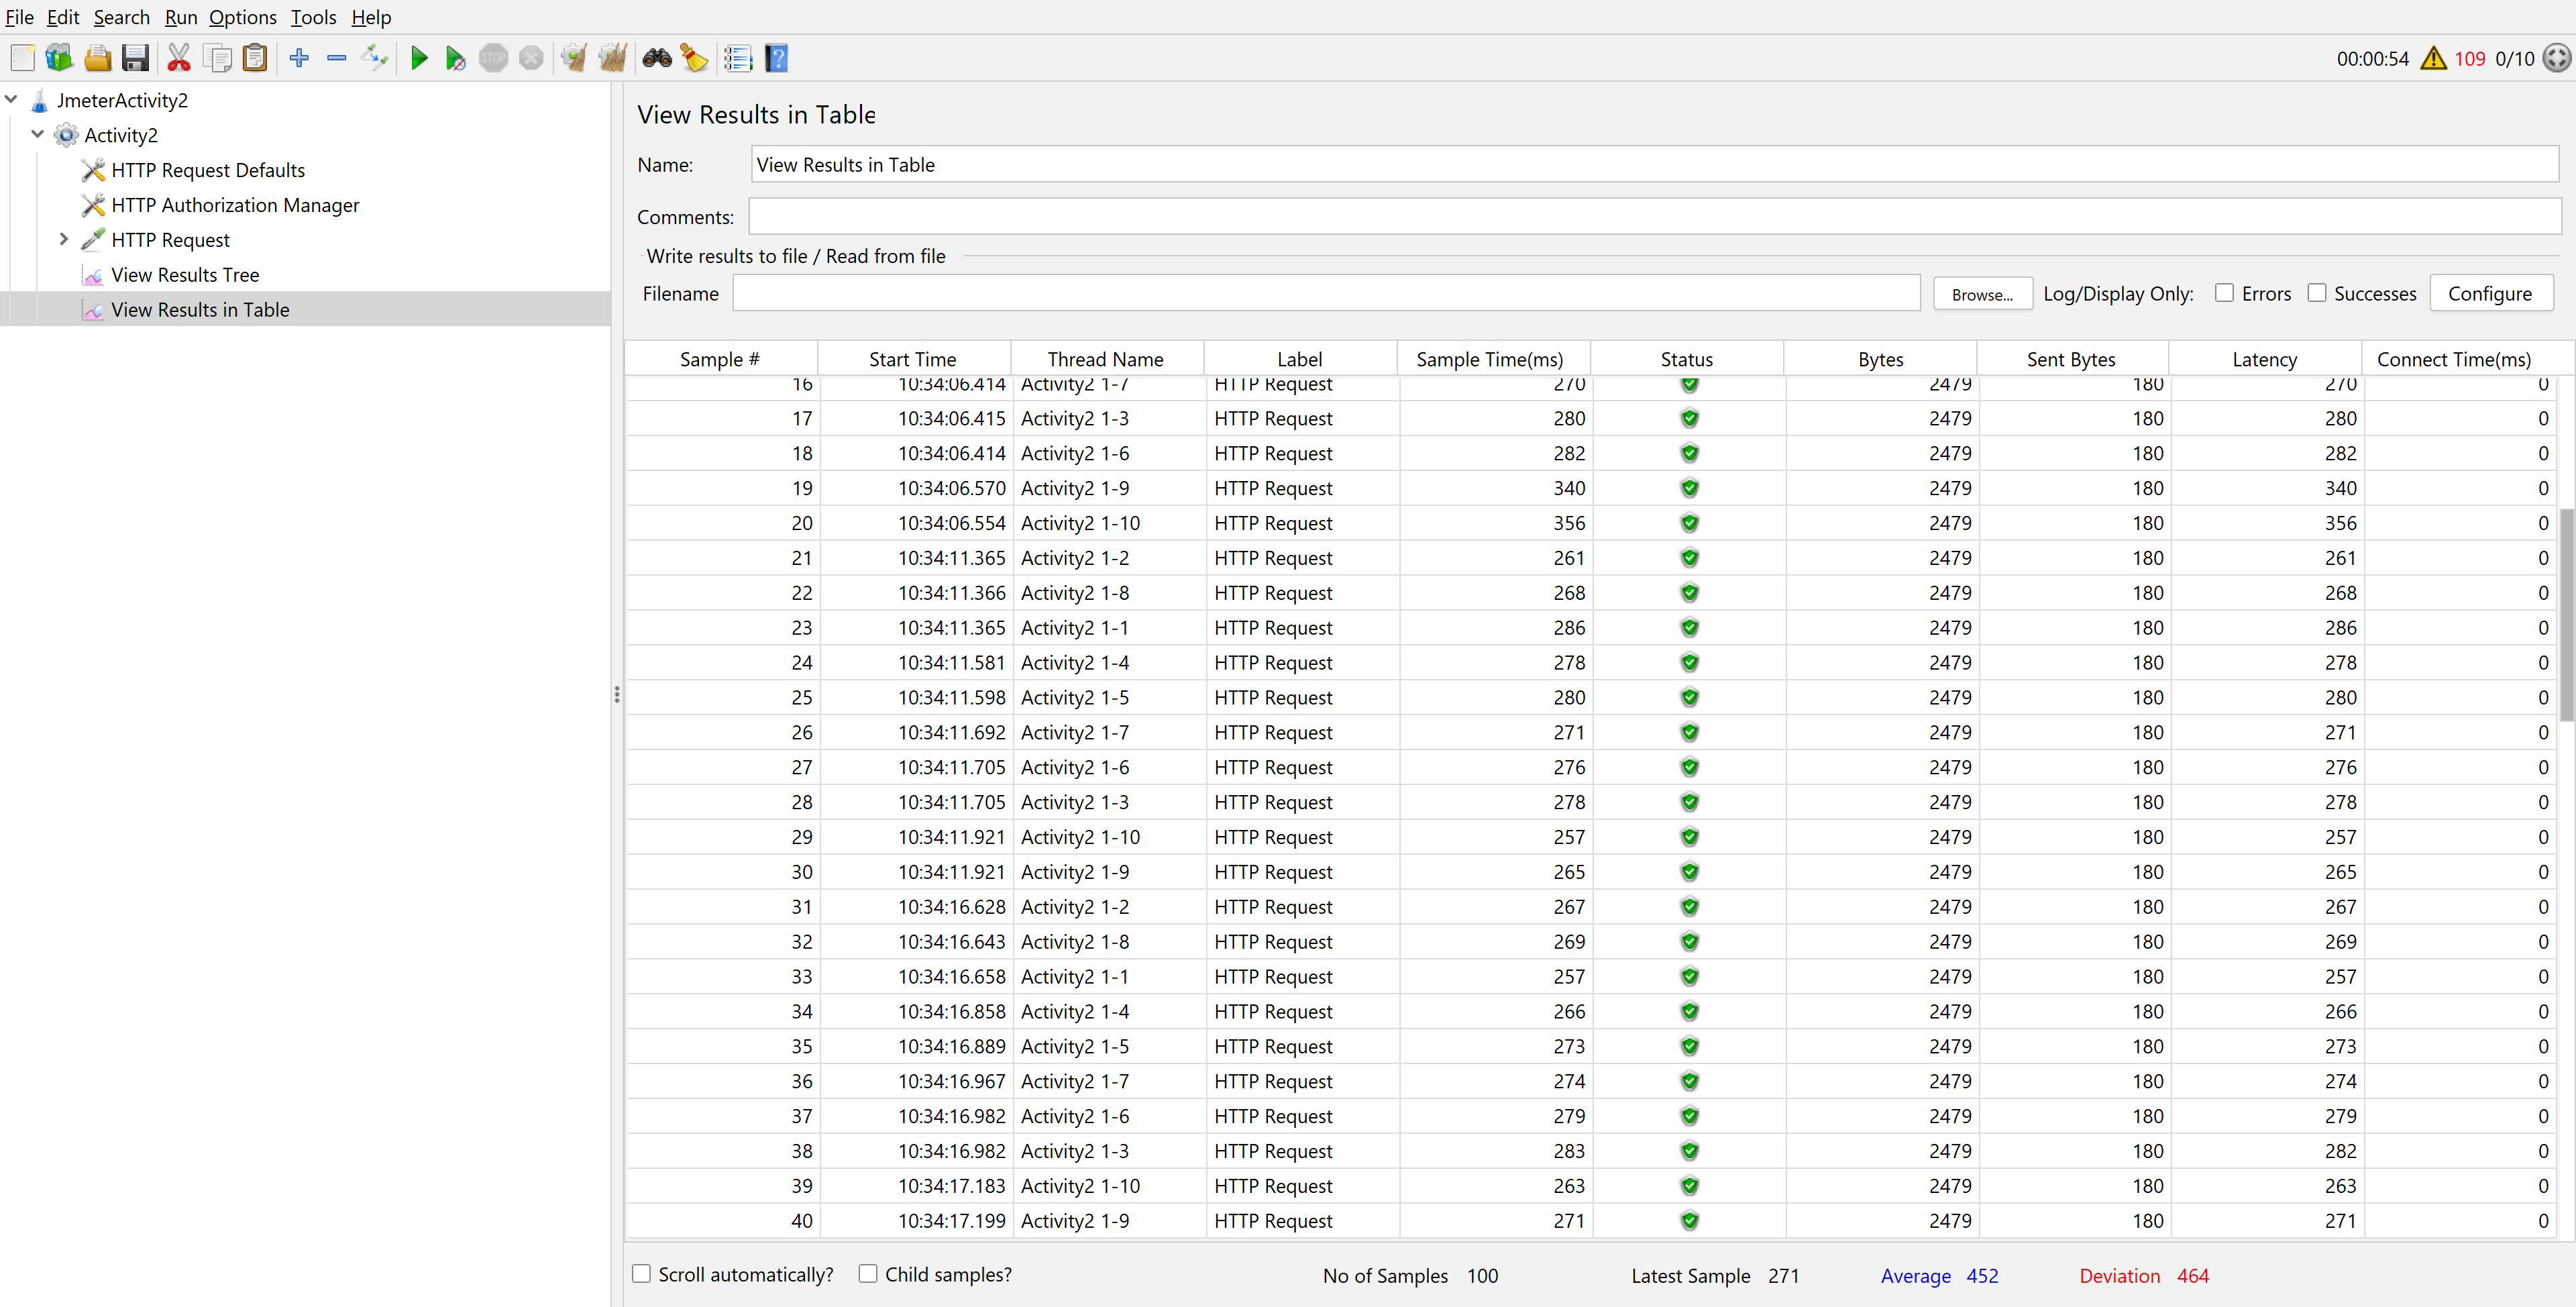 File Edit Search Run Options Tools Help
00:00:54 109 0/10
JmeterActivity2
Activity2
HTTP Request Defaults
HTTP Authorization Manager
HTTP Request
View Results Tree
View Results in Table
View Results in Table
Name: View Results in Table
Comments:
Write results to file / Read from file
Filename Browse... Log/Display Only: Errors Successes Configure
Sample # Start Time Thread Name Label Sample Time(ms) Status Bytes Sent Bytes Latency Connect Time(ms)
16 10:34:06.414 Activity2 1-7 HTTP Request 270 2479 180 270 0
17 10:34:06.415 Activity2 1-3 HTTP Request 280 2479 180 280 0
18 10:34:06.414 Activity2 1-6 HTTP Request 282 2479 180 282 0
19 10:34:06.570 Activity2 1-9 HTTP Request 340 2479 180 340 0
20 10:34:06.554 Activity2 1-10 HTTP Request 356 2479 180 356 0
21 10:34:11.365 Activity2 1-2 HTTP Request 261 2479 180 261 0
22 10:34:11.366 Activity2 1-8 HTTP Request 268 2479 180 268 0
23 10:34:11.365 Activity2 1-1 HTTP Request 286 2479 180 286 0
24 10:34:11.581 Activity2 1-4 HTTP Request 278 2479 180 278 0
25 10:34:11.598 Activity2 1-5 HTTP Request 280 2479 180 280 0
26 10:34:11.692 Activity2 1-7 HTTP Request 271 2479 180 271 0
27 10:34:11.705 Activity2 1-6 HTTP Request 276 2479 180 276 0
28 10:34:11.705 Activity2 1-3 HTTP Request 278 2479 180 278 0
29 10:34:11.921 Activity2 1-10 HTTP Request 257 2479 180 257 0
30 10:34:11.921 Activity2 1-9 HTTP Request 265 2479 180 265 0
31 10:34:16.628 Activity2 1-2 HTTP Request 267 2479 180 267 0
32 10:34:16.643 Activity2 1-8 HTTP Request 269 2479 180 269 0
33 10:34:16.658 Activity2 1-1 HTTP Request 257 2479 180 257 0
34 10:34:16.858 Activity2 1-4 HTTP Request 266 2479 180 266 0
35 10:34:16.889 Activity2 1-5 HTTP Request 273 2479 180 273 0
36 10:34:16.967 Activity2 1-7 HTTP Request 274 2479 180 274 0
37 10:34:16.982 Activity2 1-6 HTTP Request 279 2479 180 279 0
38 10:34:16.982 Activity2 1-3 HTTP Request 283 2479 180 282 0
39 10:34:17.183 Activity2 1-10 HTTP Request 263 2479 180 263 0
40 10:34:17.199 Activity2 1-9 HTTP Request 271 2479 180 271 0
Scroll automatically? Child samples? No of Samples 100 Latest Sample 271 Average 452 Deviation 464